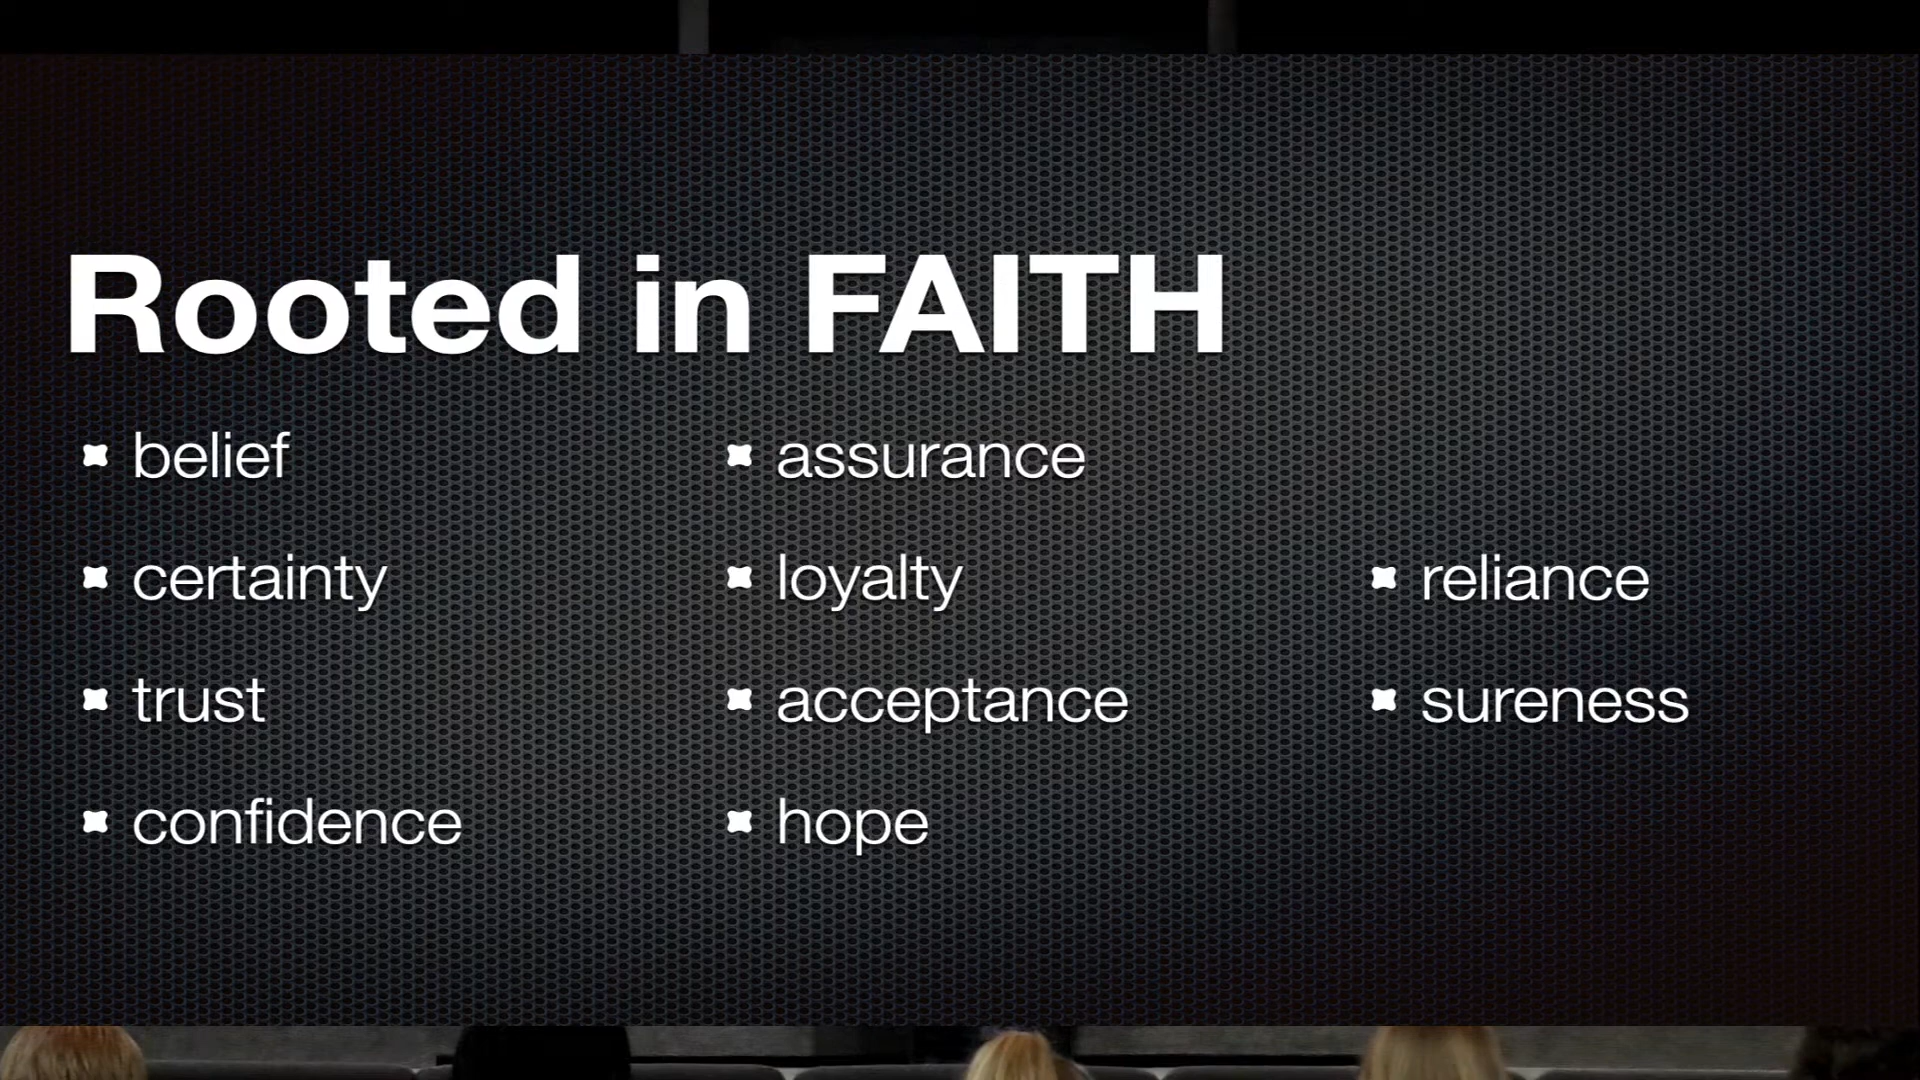 Rooted in FAITH
belief
certainty
trust
confidence
assurance
loyalty
acceptance
hope
reliance
sureness